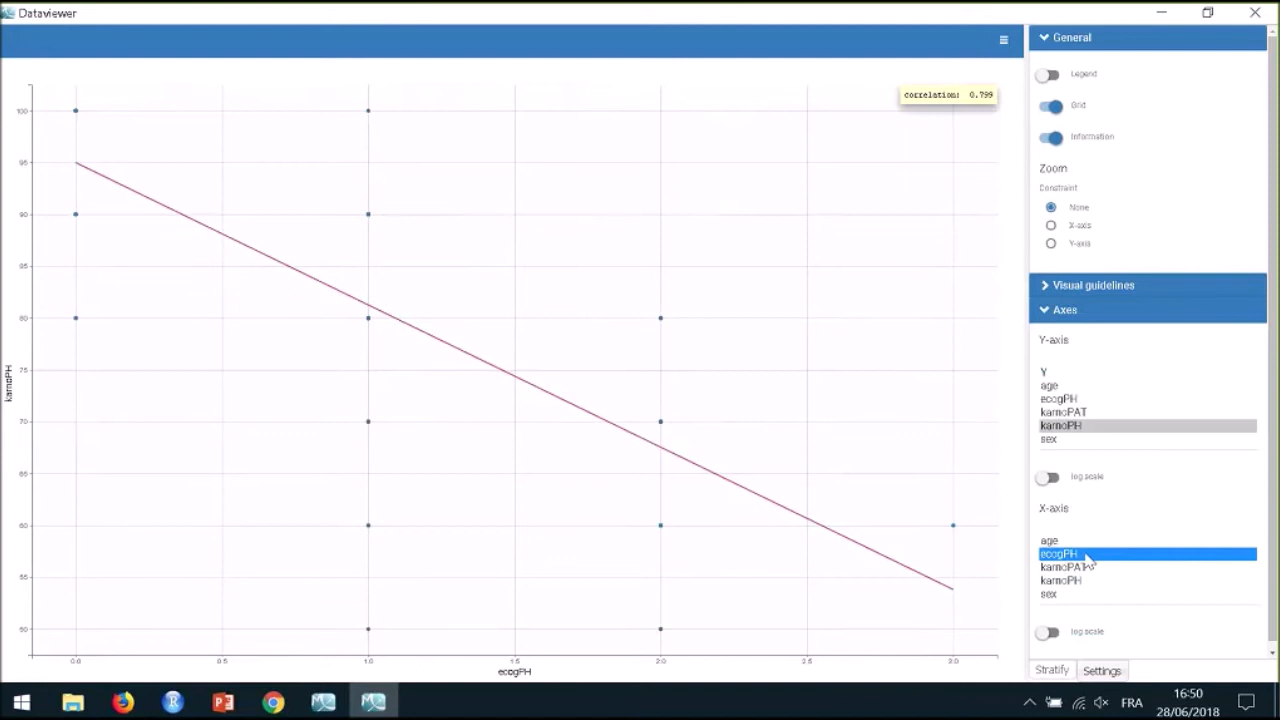 Dataviewer
correlation: 0.799
100
95
90
85
80
75
70
65
60
55
50
karnoPH
0.0 0.5 1.0 1.5 2.0 2.5 3.0
ecogPH
General
Legend
Grid
Information
Zoom
Constraint
None
X-axis
Y-axis
Visual guidelines
Axes
Y-axis
Y
age
ecogPH
karnoPAT
karnoPH
sex
log scale
X-axis
age
ecogPH
karnoPAT
karnoPH
sex
log scale
Stratify Settings
FRA
16:50
28/06/2018